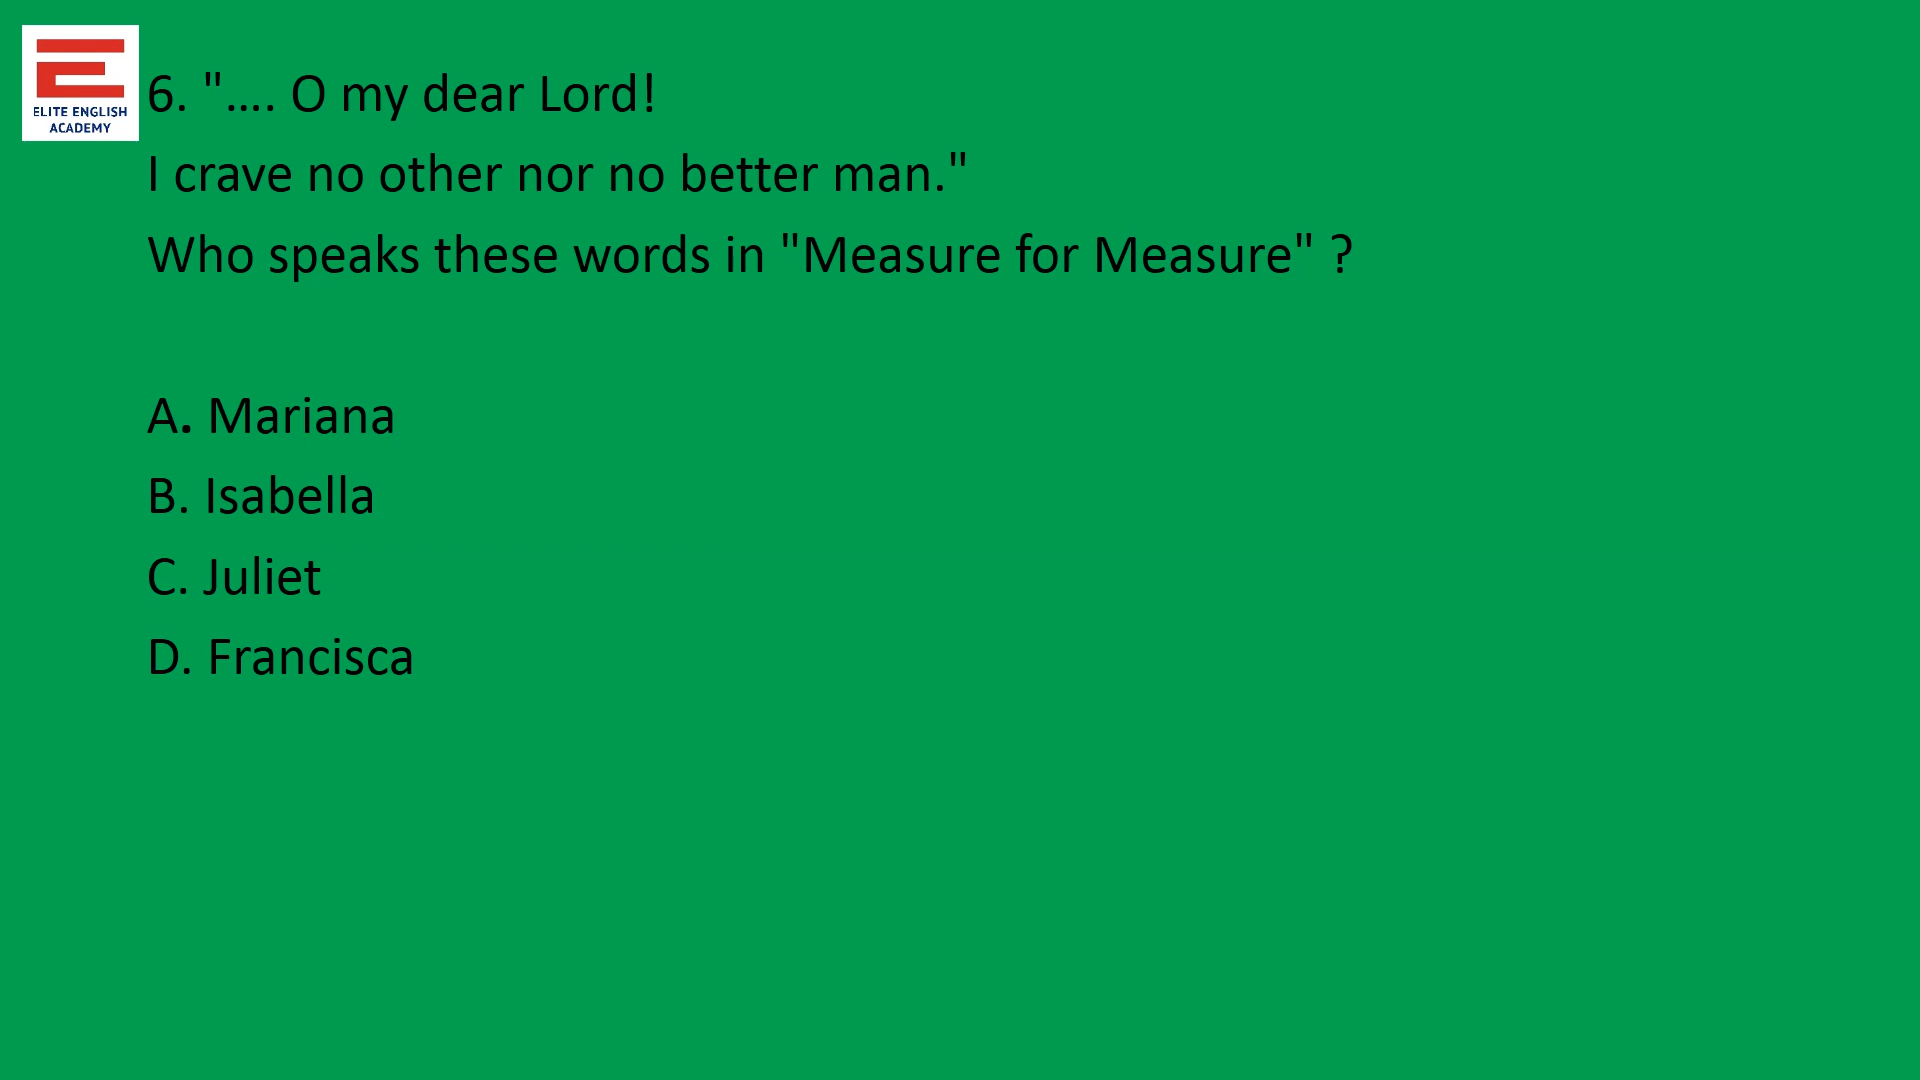 ELITE ENGLISH
ACADEMY
6. ".... O my dear Lord!
I crave no other nor no better man."
Who speaks these words in "Measure for Measure" ?
A. Mariana
B. Isabella
C. Juliet
D. Francisca